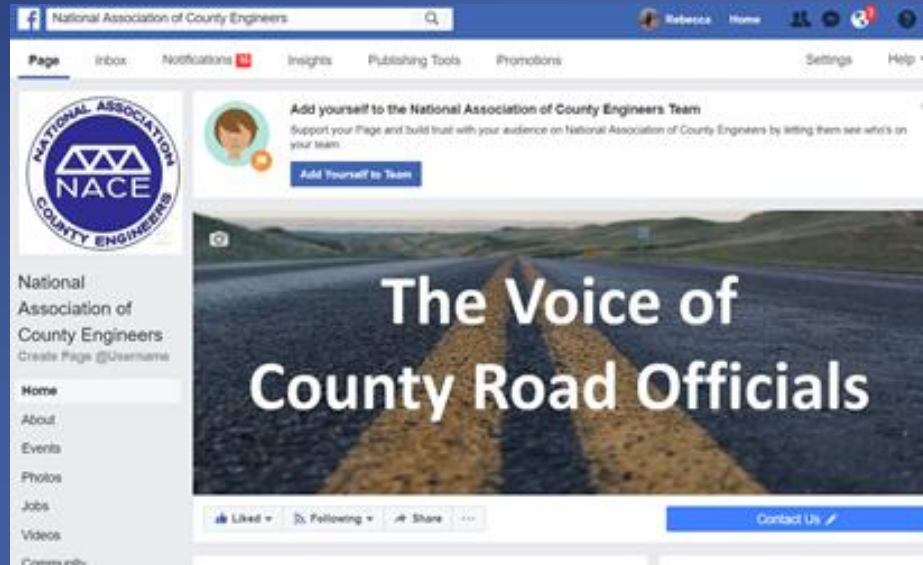 National Association of County Engineers
Rebecca Home
3
Page Inbox Notifications Insights Publishing Tools Promotions Settings Help
NATIONAL ASSOCIATION
NACE
COUNTY ENGINEERS
Add yourself to the National Association of County Engineers Team
Support your Page and build trust with your audience on National Association of County Engineers by letting them see who's on
your team.
Add Yourself to Team
The Voice of
County Road Officials
National
Association of
County Engineers
Create Page @Username
Home
About
Events
Photos
Jobs
Videos
Community
Liked Following Share
Contact Us